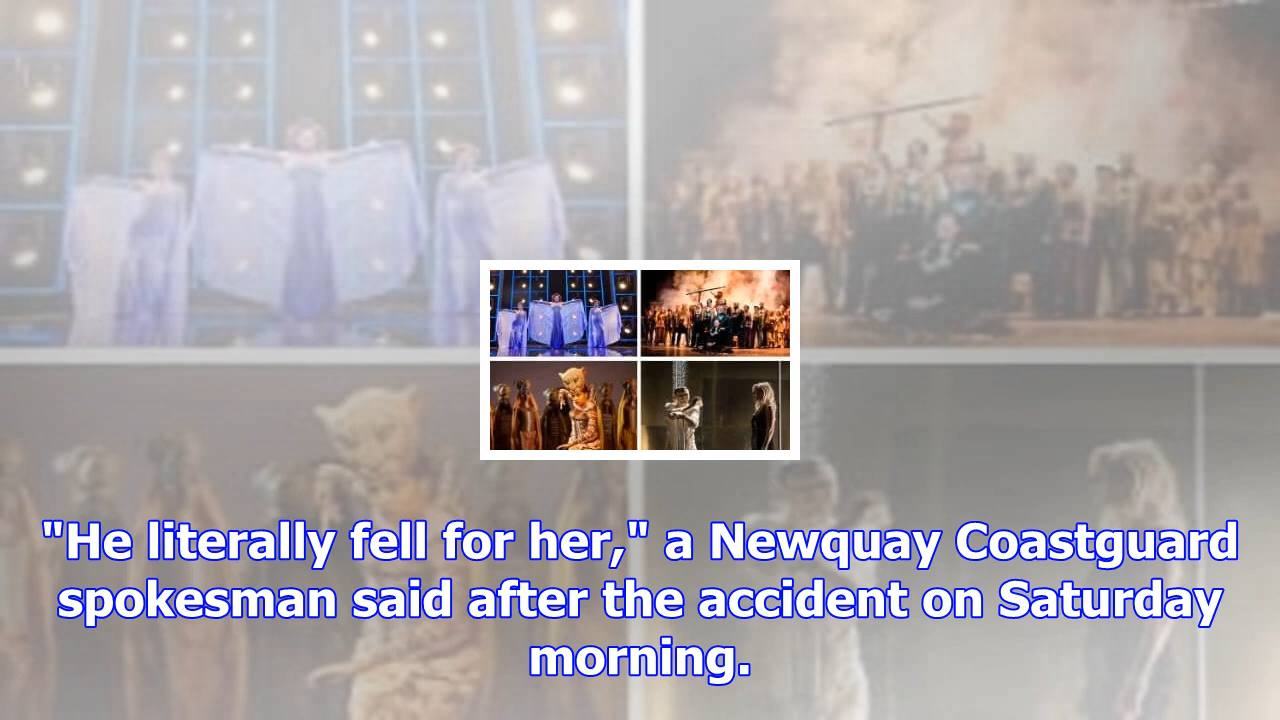 "He literally fell for her," a Newquay Coastguard
spokesman said after the accident on Saturday
morning.